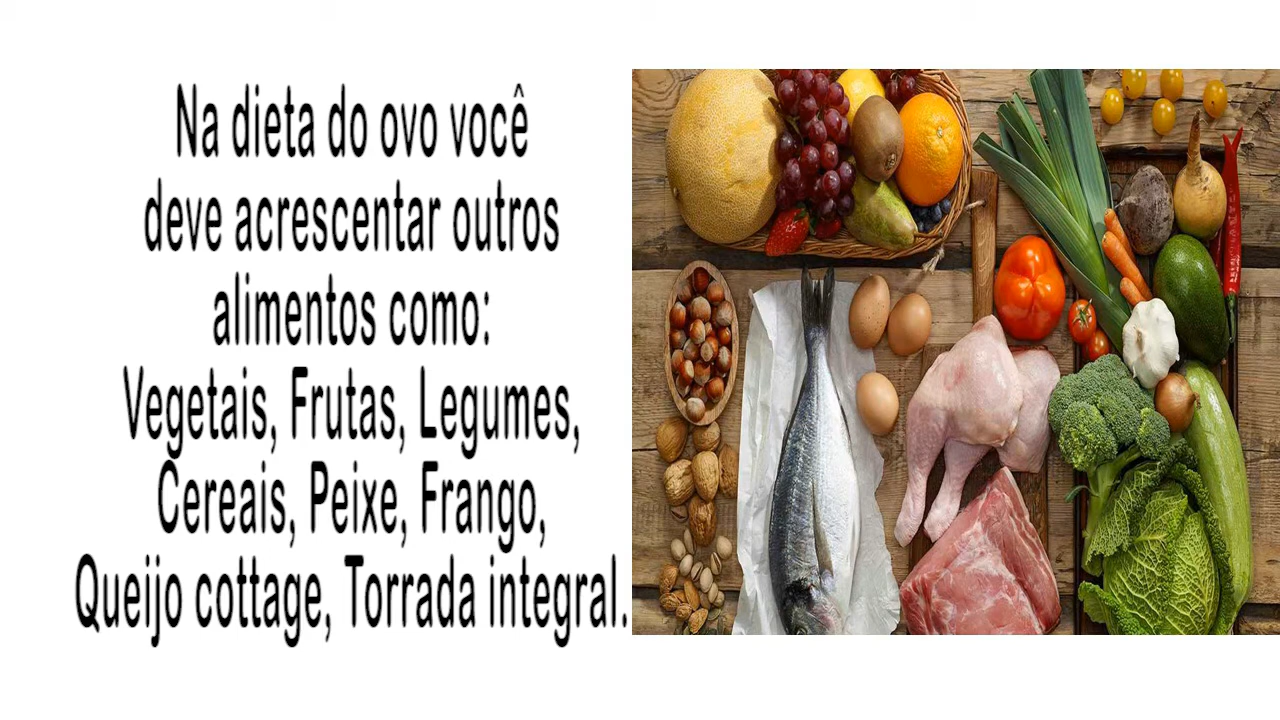 Na dieta do ovo você
deve acrescentar outros
alimentos como:
Vegetais, Frutas, Legumes,
Cereais, Peixe, Frango,
Queijo cottage, Torrada integral.